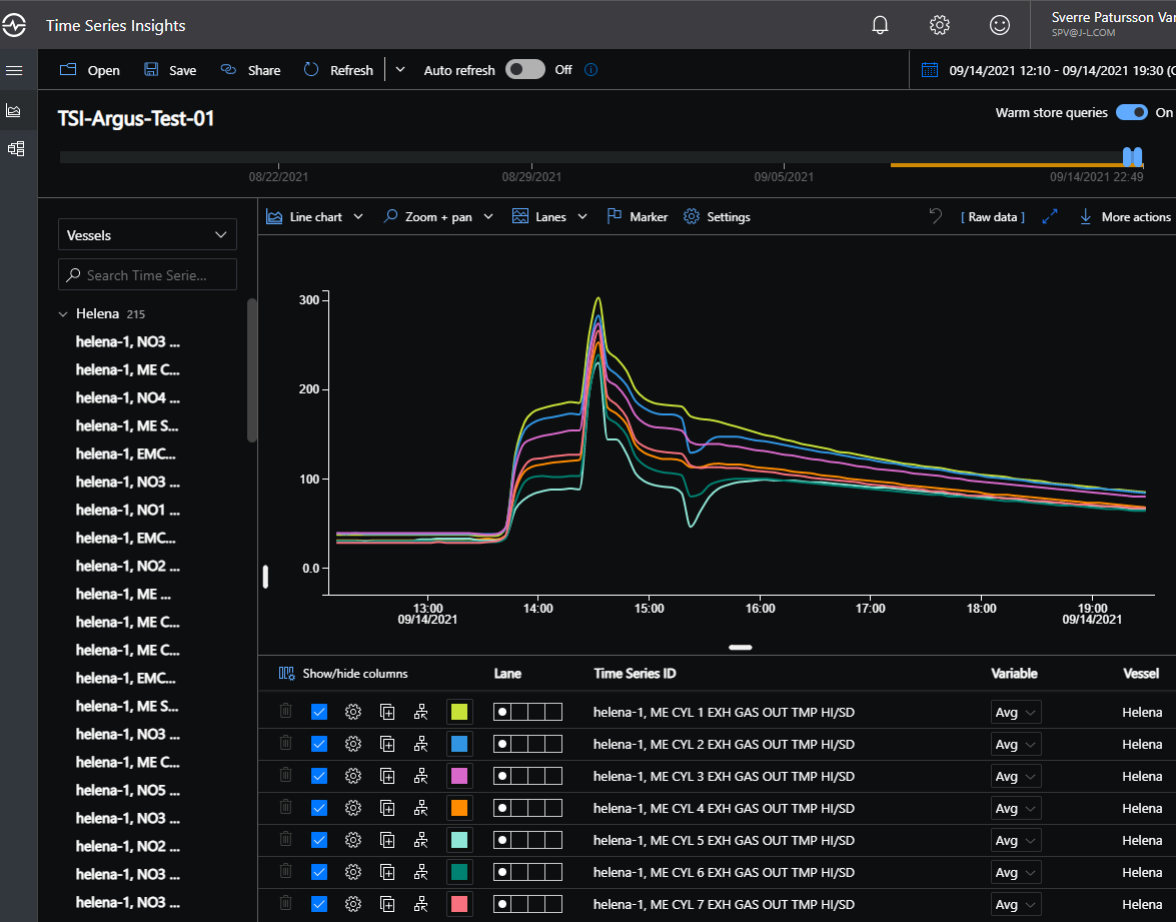 Time Series Insights
Sverre Patursson Var
SPV@J-L.COM
Open Save Share Refresh Auto refresh Off 09/14/2021 12:10 - 09/14/2021 19:30 (C
TSI-Argus-Test-01
Warm store queries On
08/22/2021 08/29/2021 09/05/2021 09/14/2021 22:49
Vessels
Search Time Serie...
Helena 215
helena-1, NO3 ...
helena-1, ME C...
helena-1, NO4 ...
helena-1, ME S...
helena-1, EMC...
helena-1, NO3 ...
helena-1, NO1 ...
helena-1, EMC...
helena-1, NO2 ...
helena-1, ME ...
helena-1, ME C...
helena-1, ME C...
helena-1, EMC...
helena-1, ME S...
helena-1, NO3 ...
helena-1, ME C...
helena-1, NO5 ...
helena-1, NO3 ...
helena-1, NO2 ...
helena-1, NO3 ...
helena-1, NO3 ...
Line chart Zoom + pan Lanes Marker Settings [ Raw data ] More actions
300
200
100
0.0
13:00 14:00 15:00 16:00 17:00 18:00 19:00
09/14/2021 09/14/2021
Show/hide columns Lane Time Series ID Variable Vessel
helena-1, ME CYL 1 EXH GAS OUT TMP HI/SD Avg Helena
helena-1, ME CYL 2 EXH GAS OUT TMP HI/SD Avg Helena
helena-1, ME CYL 3 EXH GAS OUT TMP HI/SD Avg Helena
helena-1, ME CYL 4 EXH GAS OUT TMP HI/SD Avg Helena
helena-1, ME CYL 5 EXH GAS OUT TMP HI/SD Avg Helena
helena-1, ME CYL 6 EXH GAS OUT TMP HI/SD Avg Helena
helena-1, ME CYL 7 EXH GAS OUT TMP HI/SD Avg Helena